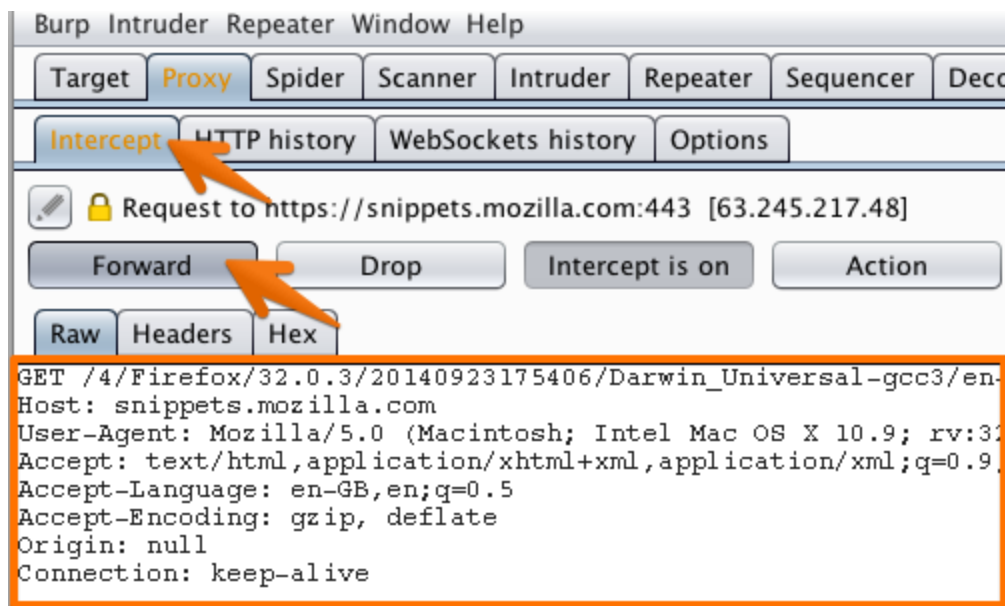 Burp Intruder Repeater Window Help
Target Proxy Spider Scanner Intruder Repeater Sequencer Deco
Intercept HTTP history WebSockets history Options
Request to https://snippets.mozilla.com:443 [63.245.217.48]
Forward Drop Intercept is on Action
Raw Headers Hex
GET /4/Firefox/32.0.3/20140923175406/Darwin_Universal-gcc3/en-
Host: snippets.mozilla.com
User-Agent: Mozilla/5.0 (Macintosh; Intel Mac OS X 10.9; rv:32
Accept: text/html,application/xhtml+xml,application/xml;q=0.9,
Accept-Language: en-GB,en;q=0.5
Accept-Encoding: gzip, deflate
Origin: null
Connection: keep-alive